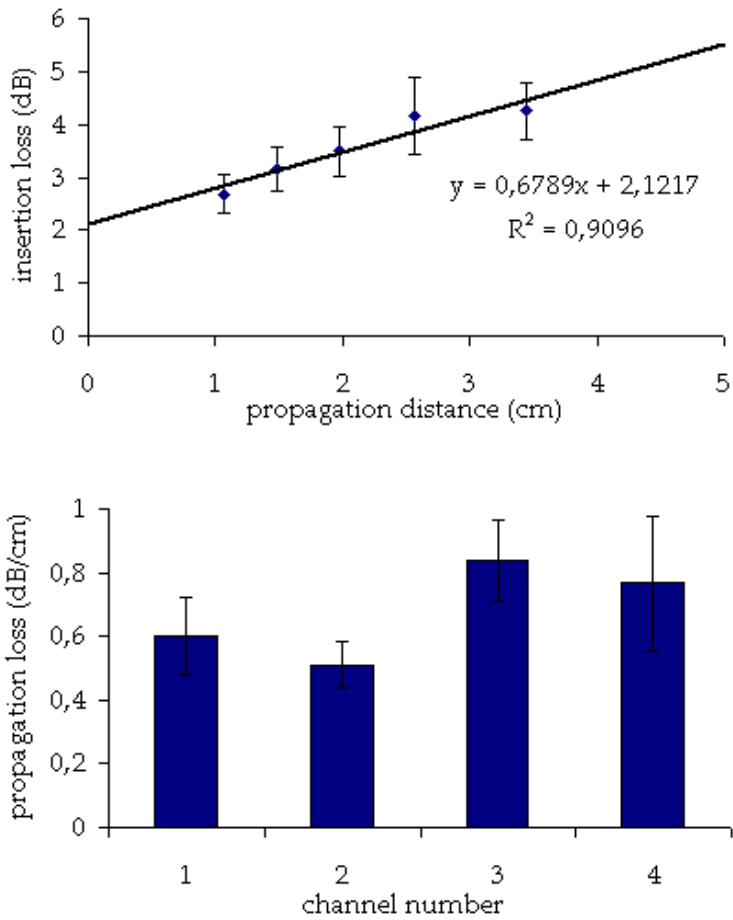 6
5
4
3
2
1
0
insertion loss (dB)
y = 0,6789x + 2,1217
R² = 0,9096
0 1 2 3 4 5
propagation distance (cm)
1
0,8
0,6
0,4
0,2
0
propagation loss (dB/cm)
1 2 3 4
channel number